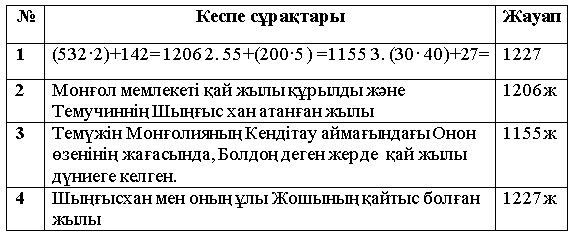 № Кеспе сұрақтары Жауап
1 (532·2)+142=1206 2. 55+(200·5) =1155 3. (30·40)+27= 1227
2 Монғол мемлекеті қай жылы құрылды және 1206ж
Темучиннің Шыңғыс хан атанған жылы
3 Темүжін Монғолияның Кендітау аймағындағы Онон 1155ж
өзенінің жағасында, Болдоң деген жерде қай жылы
дүниеге келген.
4 Шыңғысхан мен оның ұлы Жошының қайтыс болған 1227ж
жылы